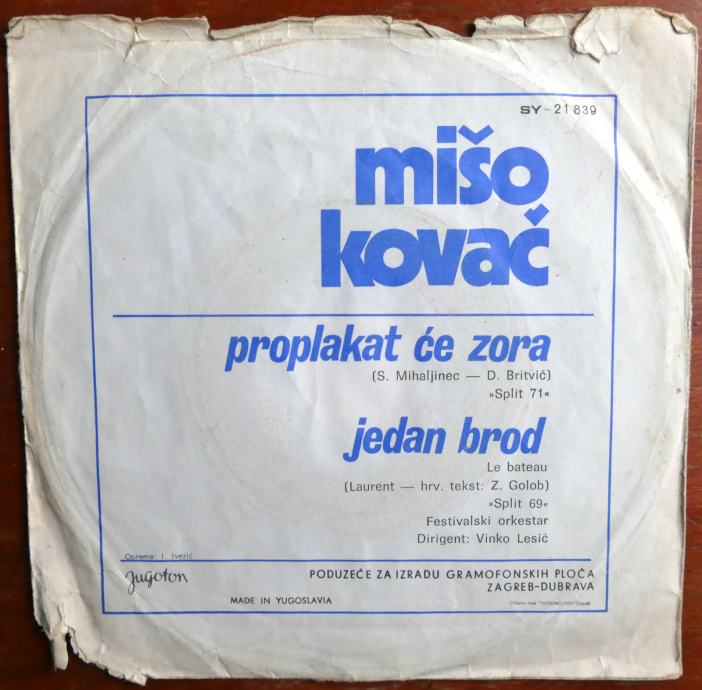 SY-21839
mišo
kovač
proplakat će zora
(S. Mihaljinec — D. Britvić)
»Split 71«
jedan brod
Le bateau
(Laurent — hrv. tekst: Z. Golob)
»Split 69«
Festivalski orkestar
Dirigent: Vinko Lesić
Oprema: I. Ivezić
Jugoton
PODUZEĆE ZA IZRADU GRAMOFONSKIH PLOČA
ZAGREB-DUBRAVA
MADE IN YUGOSLAVIA